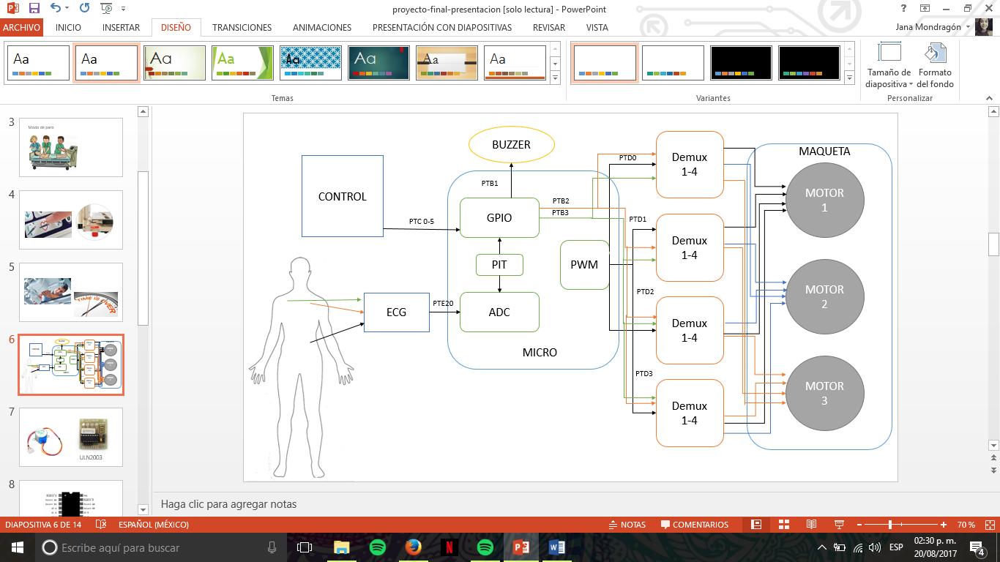 proyecto-final-presentacion [solo lectura] - PowerPoint
ARCHIVO
INICIO
INSERTAR
DISEÑO
TRANSICIONES
ANIMACIONES
PRESENTACIÓN CON DIAPOSITIVAS
REVISAR
VISTA
Jana Mondragón
Aa
Aa
Aa
Aa
Aa
Aa
Aa
Aa
Temas
Variantes
Tamaño de
diapositiva
Formato
del fondo
Personalizar
3
Modo de paro
4
5
TIME IS OVER
6
7
ULN2003
8
CONTROL
BUZZER
PTB1
PTC 0-5
GPIO
PTB2
PTB3
PIT
PWM
ECG
PTE20
ADC
MICRO
PTD0
PTD1
PTD2
PTD3
Demux
1-4
Demux
1-4
Demux
1-4
Demux
1-4
MAQUETA
MOTOR
1
MOTOR
2
MOTOR
3
Haga clic para agregar notas
DIAPOSITIVA 6 DE 14
ESPAÑOL (MÉXICO)
NOTAS
COMENTARIOS
70 %
Escribe aquí para buscar
ESP
02:30 p. m.
20/08/2017
4